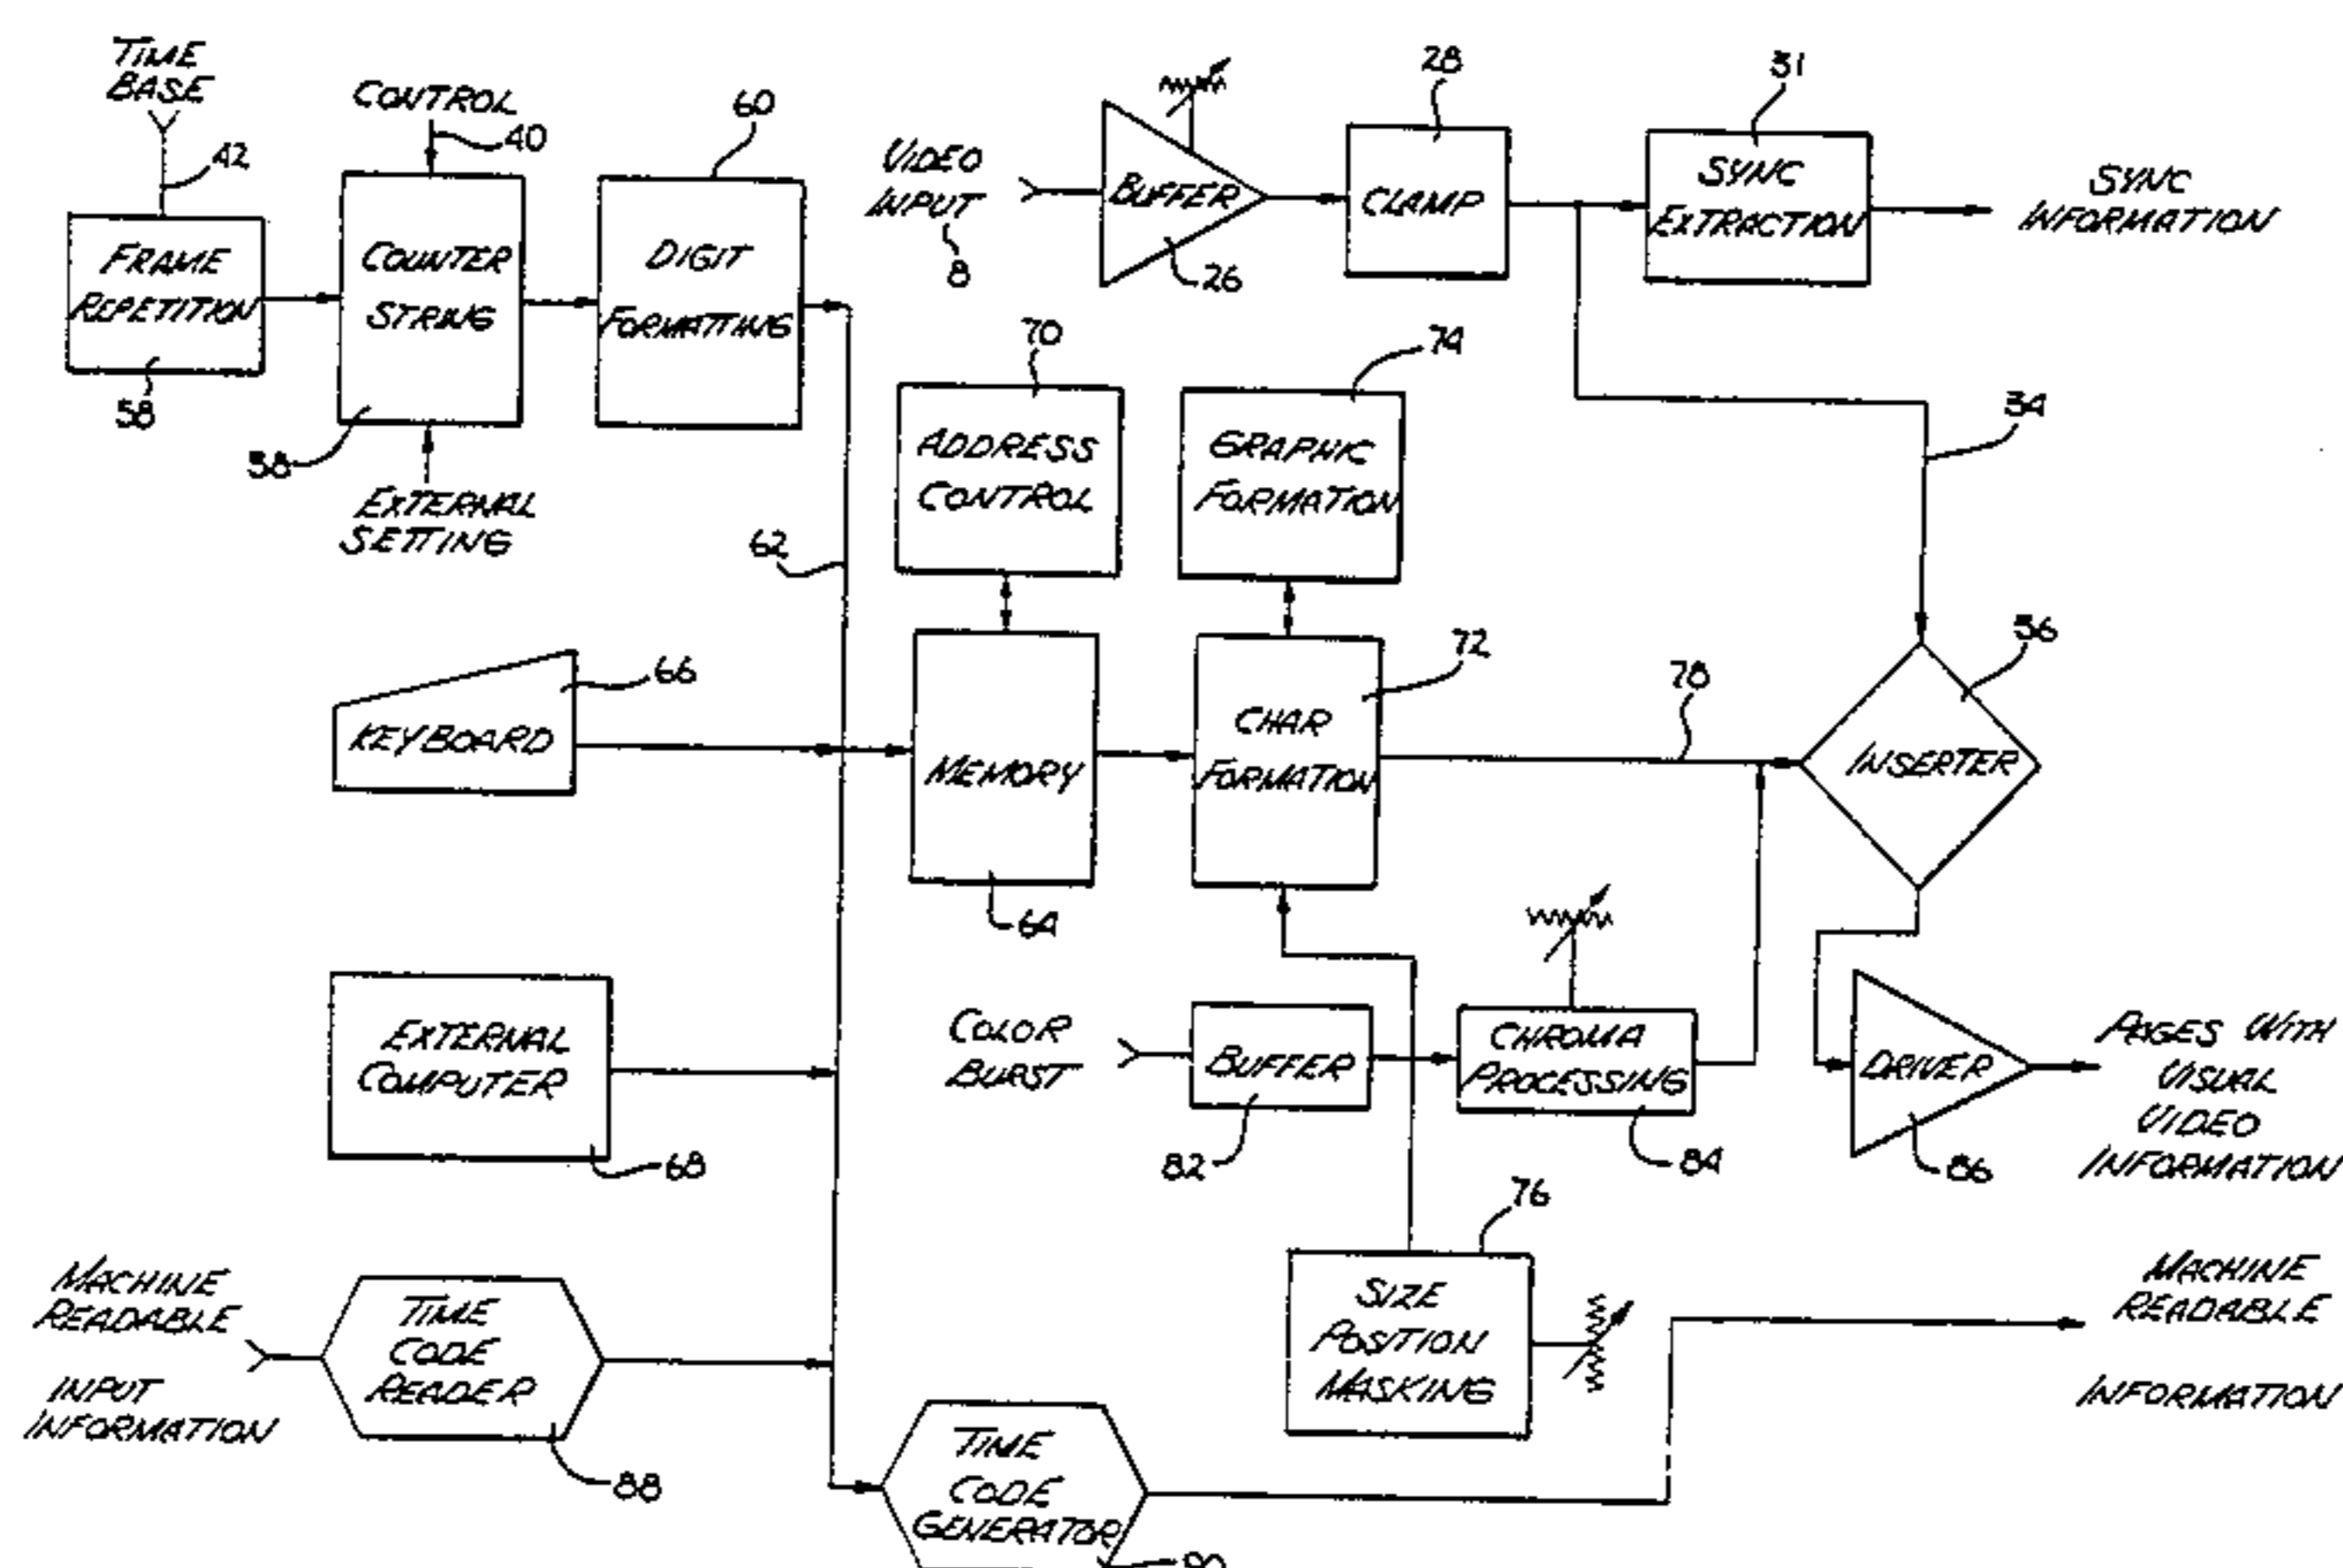 TIME
BASE
42
CONTROL
40
60
VIDEO
INPUT
8
BUFFER
26
28
CLAMP
31
SYNC
EXTRACTION
SYNC
INFORMATION
FRAME
REPETITION
58
COUNTER
STRING
58
EXTERNAL
SETTING
DIGIT
FORMATTING
62
70
ADDRESS
CONTROL
74
GRAPHIC
FORMATION
34
66
KEYBOARD
MEMORY
64
72
CHAR
FORMATION
78
36
INSERTER
EXTERNAL
COMPUTER
68
COLOR
BURST
BUFFER
82
CHROMA
PROCESSING
84
DRIVER
86
PAGES WITH
VISUAL
VIDEO
INFORMATION
76
SIZE
POSITION
MASKING
MACHINE
READABLE
INPUT
INFORMATION
TIME
CODE
READER
88
TIME
CODE
GENERATOR
MACHINE
READABLE
INFORMATION